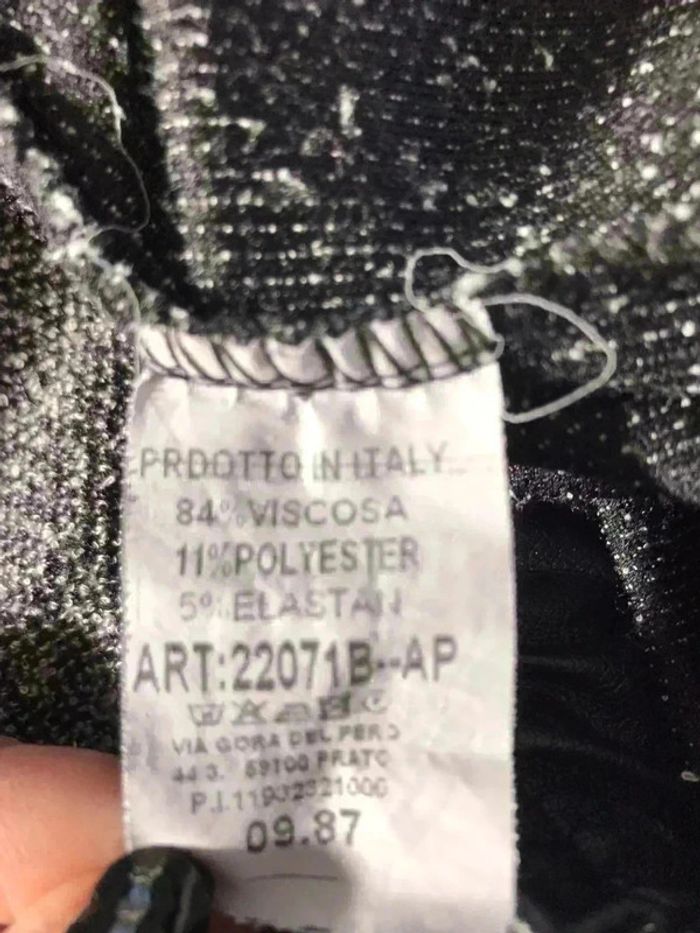 PRDOTTO IN ITALY
84% VISCOSA
11%POLYESTER
5% ELASTAN
ART:22071B--AP
VIA GORA DEL PERO
44 3. 59100 PRATO
P.I.11902321000
09.87